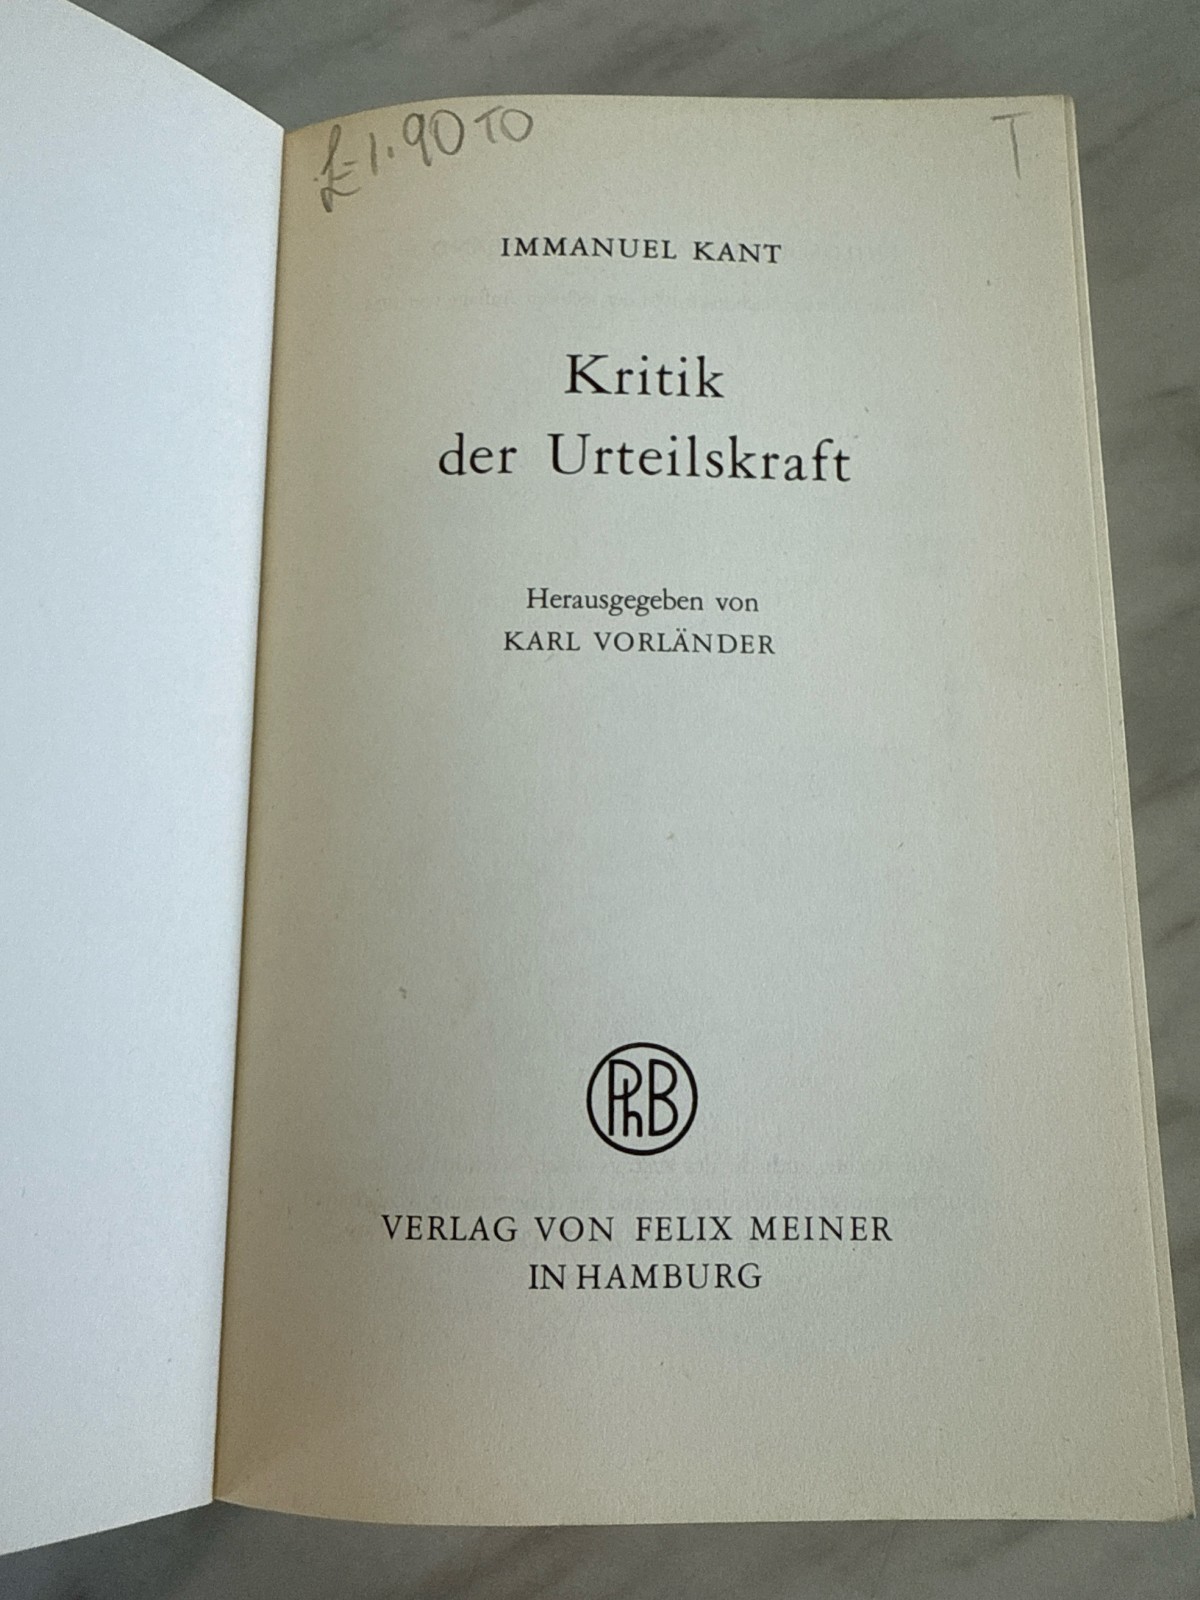 £1.90 TO
T
IMMANUEL KANT
Kritik
der Urteilskraft
Herausgegeben von
KARL VORLÄNDER
PhB
VERLAG VON FELIX MEINER
IN HAMBURG